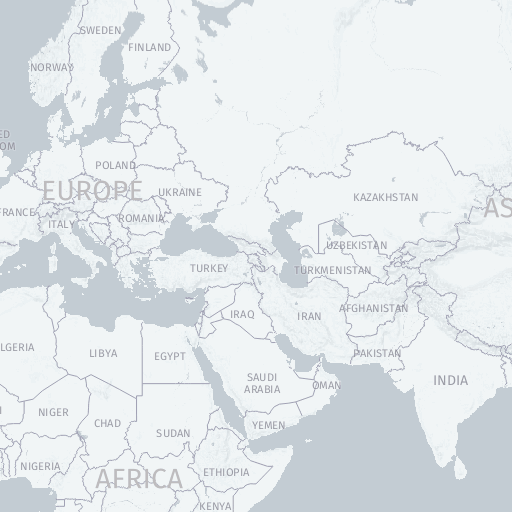 SWEDEN
FINLAND
NORWAY
ED
OM
POLAND
EUROPE
UKRAINE
KAZAKHSTAN
AS
FRANCE
ROMANIA
ITALY
UZBEKISTAN
TURKEY
TURKMENISTAN
AFGHANISTAN
IRAQ
IRAN
LGERIA
LIBYA
EGYPT
PAKISTAN
SAUDI
ARABIA
OMAN
INDIA
NIGER
CHAD
YEMEN
SUDAN
NIGERIA
AFRICA
ETHIOPIA
KENYA